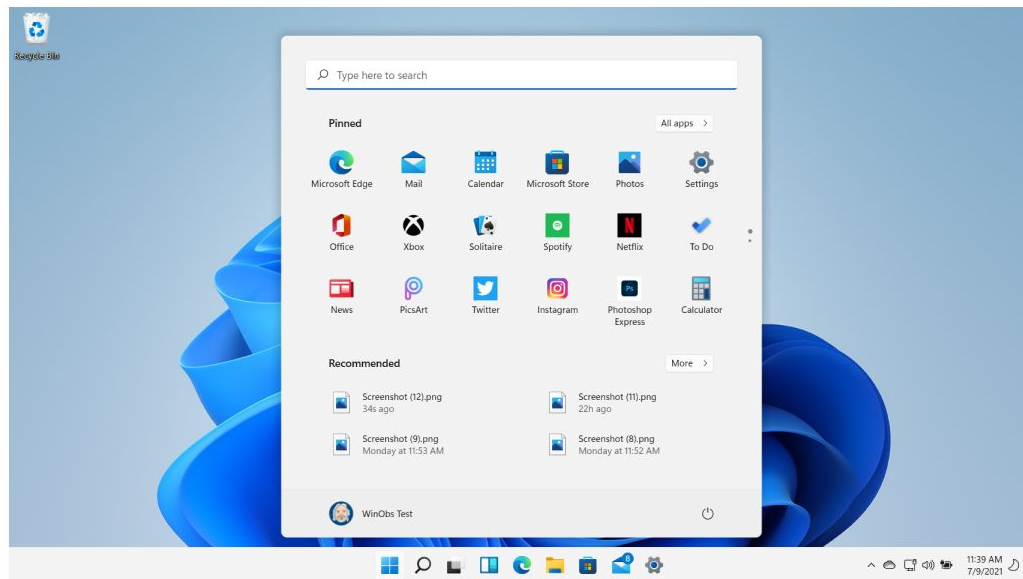 Recycle Bin
Type here to search
Pinned
All apps
Microsoft Edge
Mail
Calendar
Microsoft Store
Photos
Settings
Office
Xbox
Solitaire
Spotify
Netflix
To Do
News
PicsArt
Twitter
Instagram
Ps
Photoshop
Express
Calculator
Recommended
More
Screenshot (12).png
34s ago
Screenshot (11).png
22h ago
Screenshot (9).png
Monday at 11:53 AM
Screenshot (8).png
Monday at 11:52 AM
WinObs Test
8
11:39 AM
7/9/2021